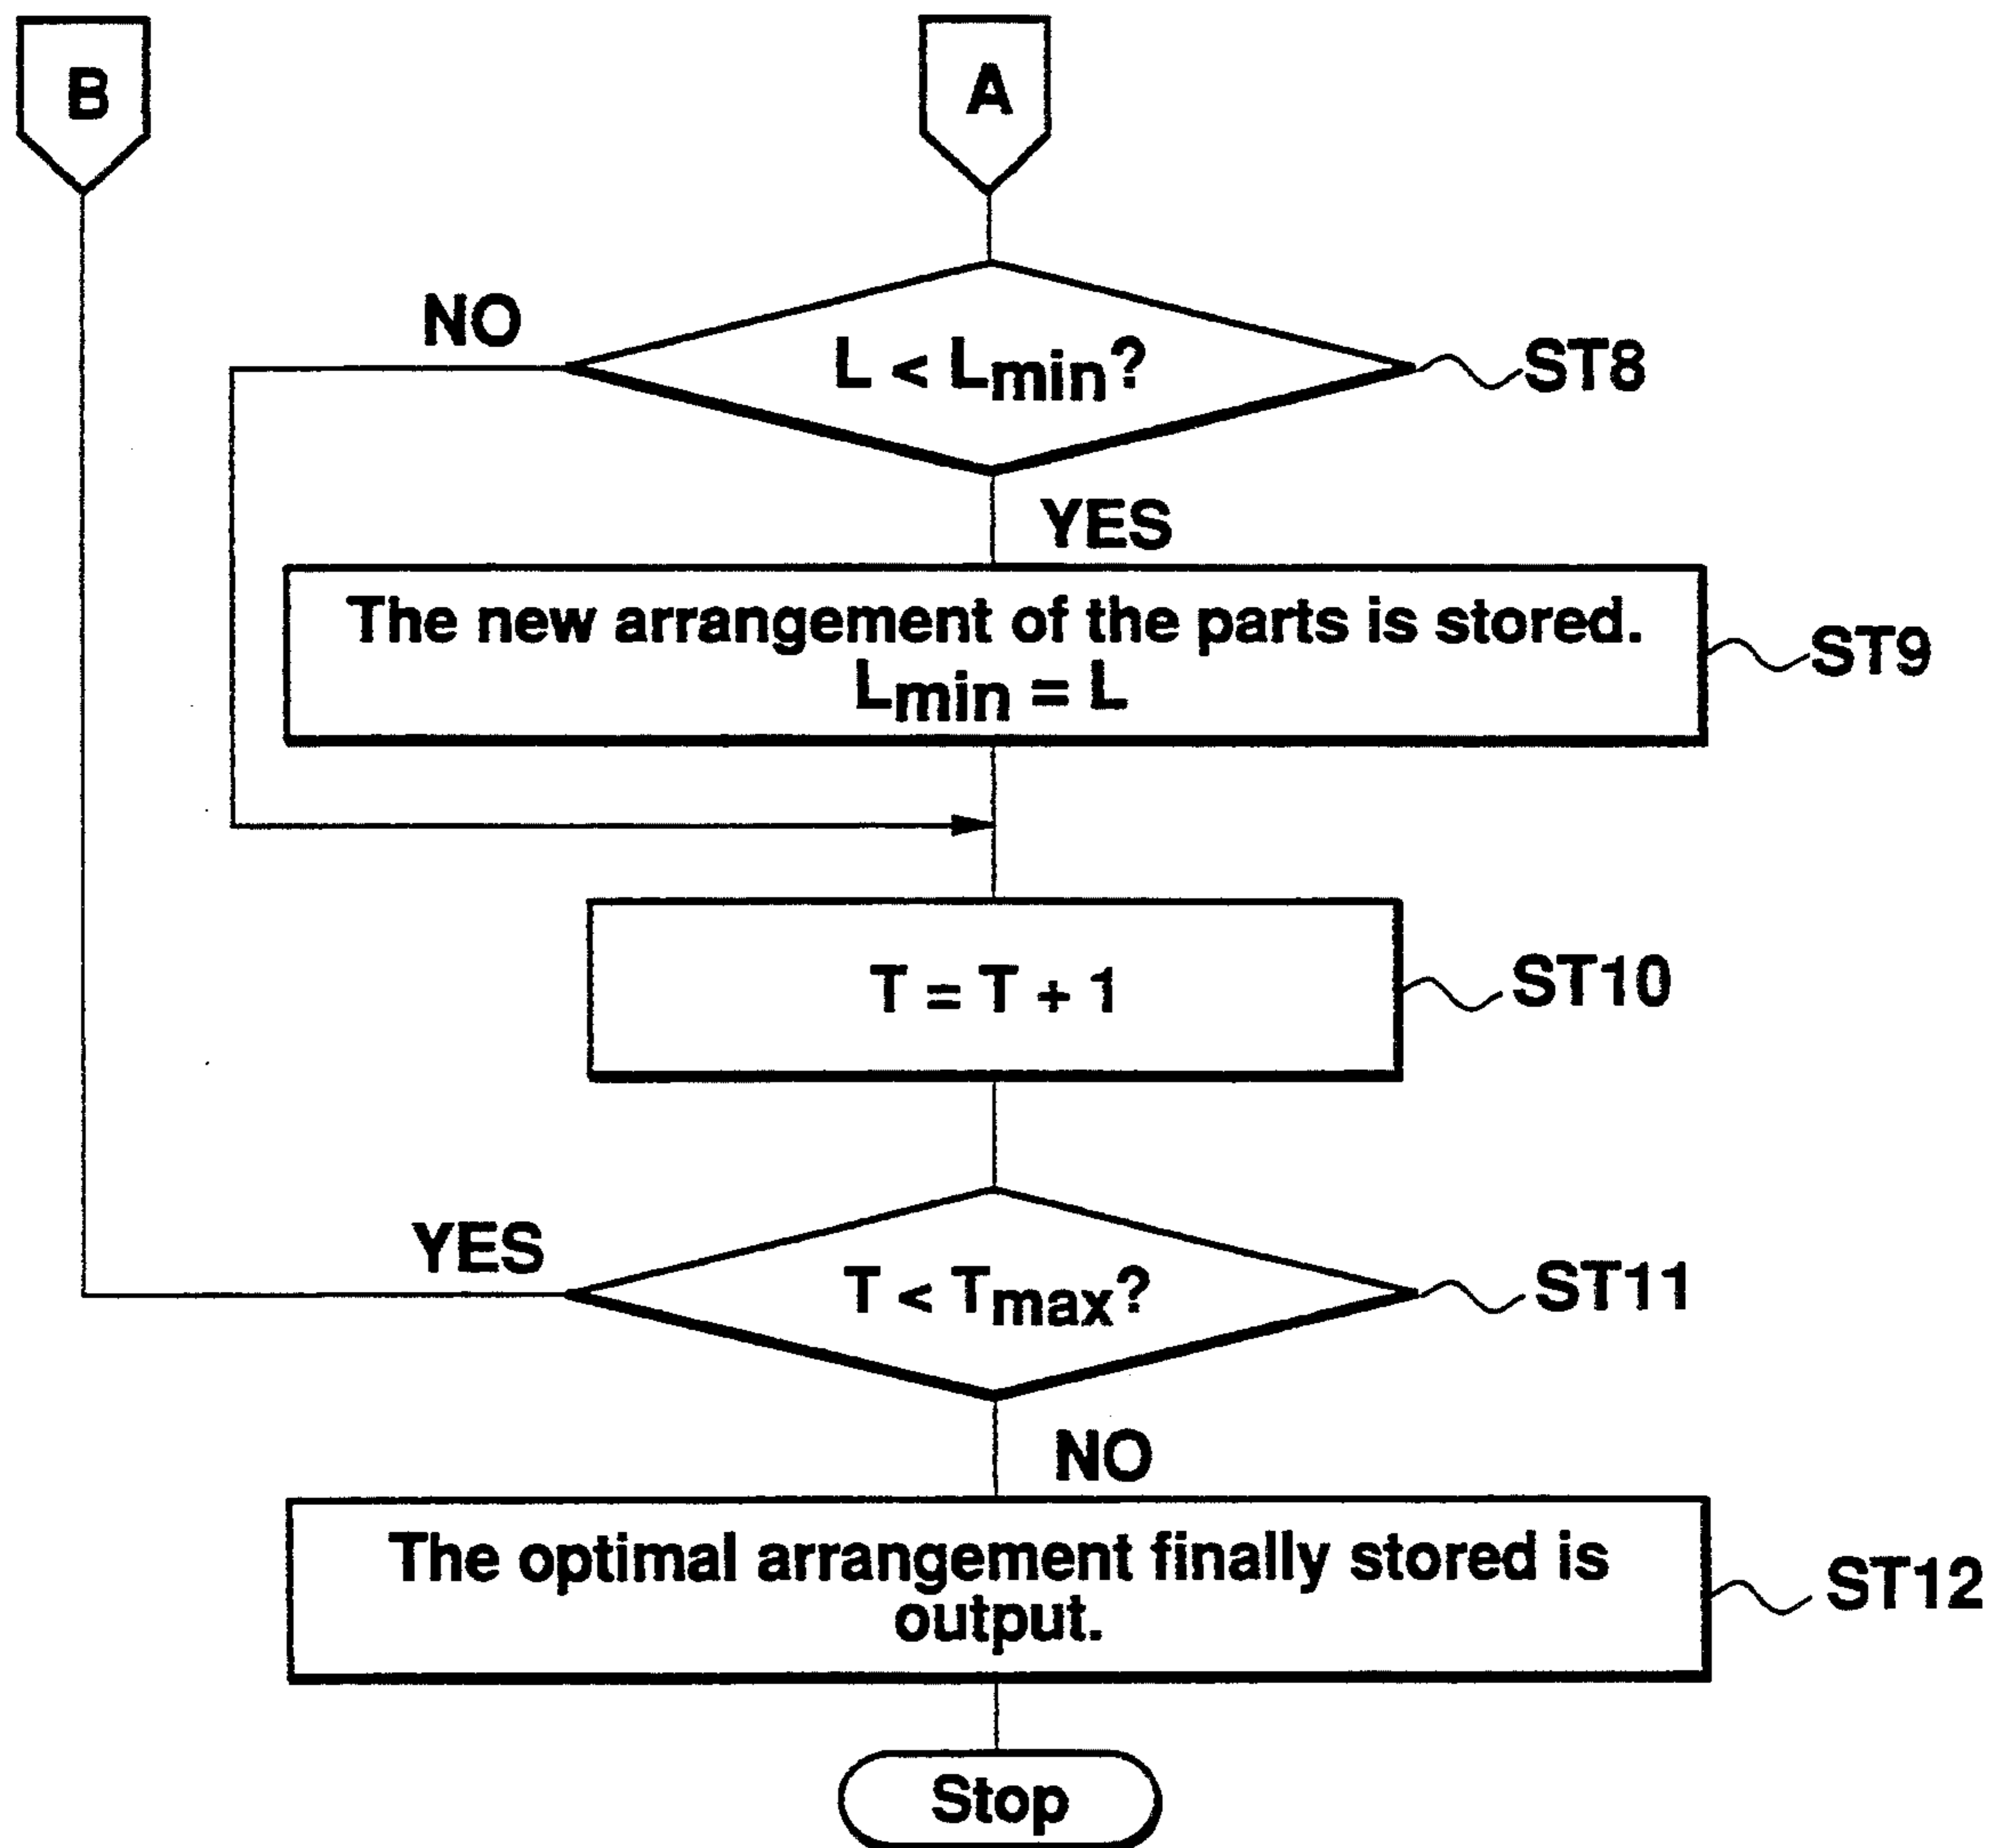 B
A
NO
L < Lmin?
ST8
YES
The new arrangement of the parts is stored.
Lmin = L
ST9
T = T + 1
ST10
YES
T < Tmax?
ST11
NO
The optimal arrangement finally stored is
output.
ST12
Stop